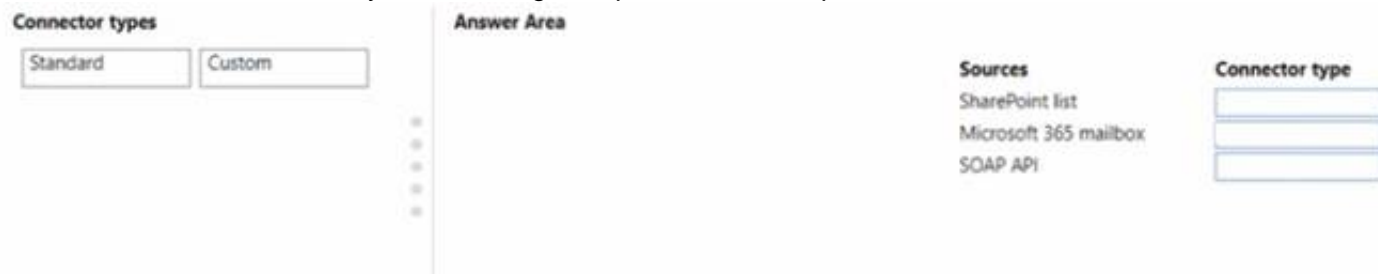 Connector types
Answer Area
Standard
Custom
Sources
Connector type
SharePoint list
Microsoft 365 mailbox
SOAP API